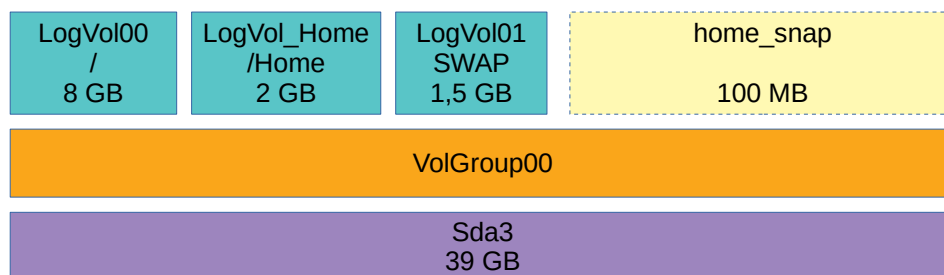 LogVol00
/
8 GB
LogVol_Home
/Home
2 GB
LogVol01
SWAP
1,5 GB
home_snap
100 MB
VolGroup00
Sda3
39 GB